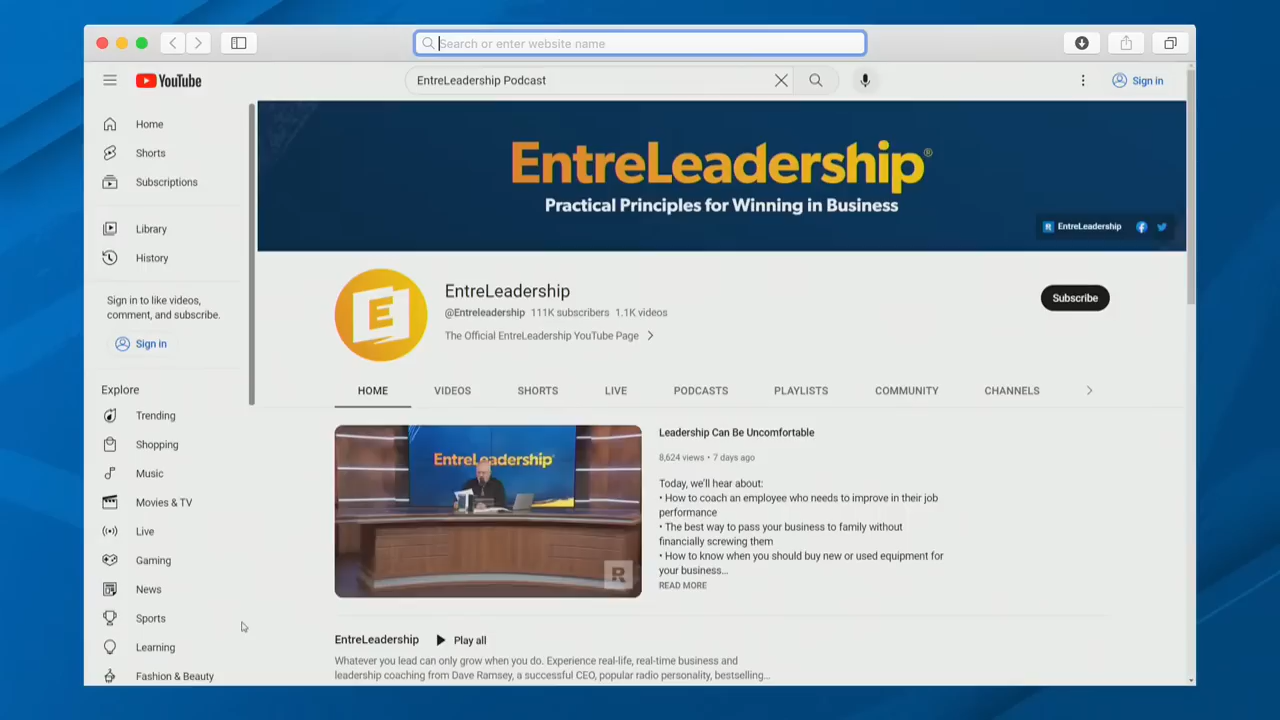 Search or enter website name
YouTube
EntreLeadership Podcast
Sign in
Home
Shorts
Subscriptions
Library
History
Sign in to like videos,
comment, and subscribe.
Sign in
Explore
Trending
Shopping
Music
Movies & TV
Live
Gaming
News
Sports
Learning
Fashion & Beauty
EntreLeadership®
Practical Principles for Winning in Business
R EntreLeadership
E
EntreLeadership
@Entreleadership 111K subscribers 1.1K videos
The Official EntreLeadership YouTube Page
Subscribe
HOME VIDEOS SHORTS LIVE PODCASTS PLAYLISTS COMMUNITY CHANNELS
EntreLeadership
R
Leadership Can Be Uncomfortable
8,624 views • 7 days ago
Today, we'll hear about:
• How to coach an employee who needs to improve in their job
performance
• The best way to pass your business to family without
financially screwing them
• How to know when you should buy new or used equipment for
your business...
READ MORE
EntreLeadership Play all
Whatever you lead can only grow when you do. Experience real-life, real-time business and
leadership coaching from Dave Ramsey, a successful CEO, popular radio personality, bestselling...